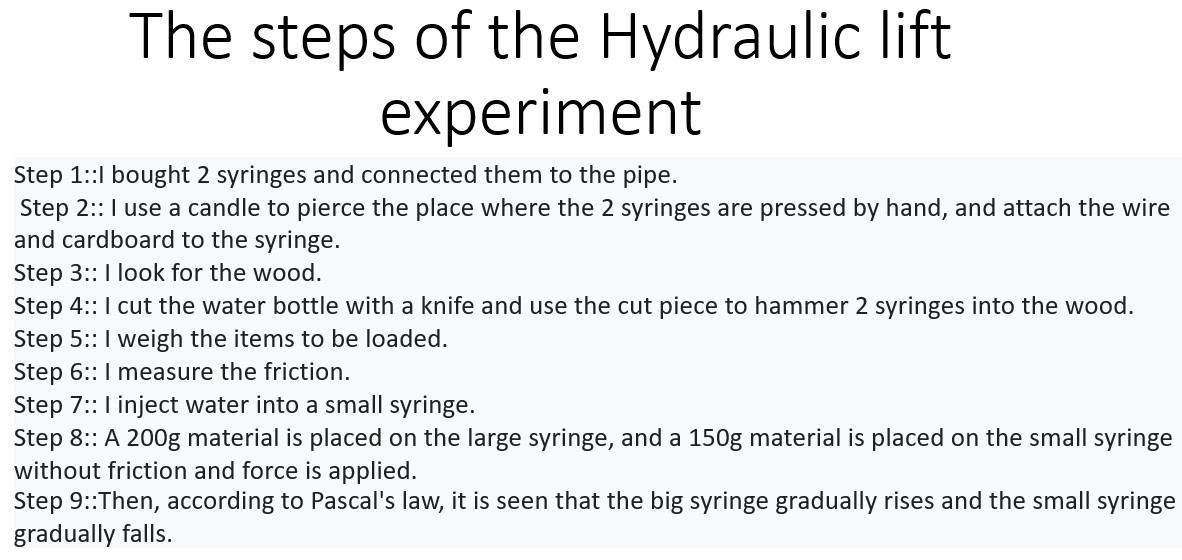 The steps of the Hydraulic lift
experiment
Step 1::I bought 2 syringes and connected them to the pipe.
Step 2:: I use a candle to pierce the place where the 2 syringes are pressed by hand, and attach the wire
and cardboard to the syringe.
Step 3:: I look for the wood.
Step 4:: I cut the water bottle with a knife and use the cut piece to hammer 2 syringes into the wood.
Step 5:: I weigh the items to be loaded.
Step 6:: I measure the friction.
Step 7:: I inject water into a small syringe.
Step 8:: A 200g material is placed on the large syringe, and a 150g material is placed on the small syringe
without friction and force is applied.
Step 9::Then, according to Pascal's law, it is seen that the big syringe gradually rises and the small syringe
gradually falls.